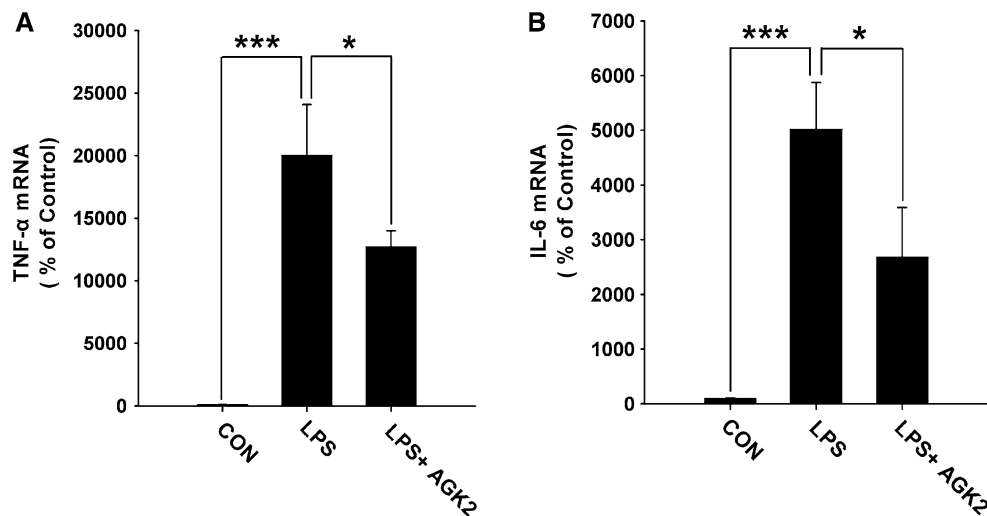 A
TNF-α mRNA
( % of Control)
30000
25000
20000
15000
10000
5000
0
***
*
CON
LPS
LPS+ AGK2
B
IL-6 mRNA
( % of Control)
7000
6000
5000
4000
3000
2000
1000
0
***
*
CON
LPS
LPS+ AGK2